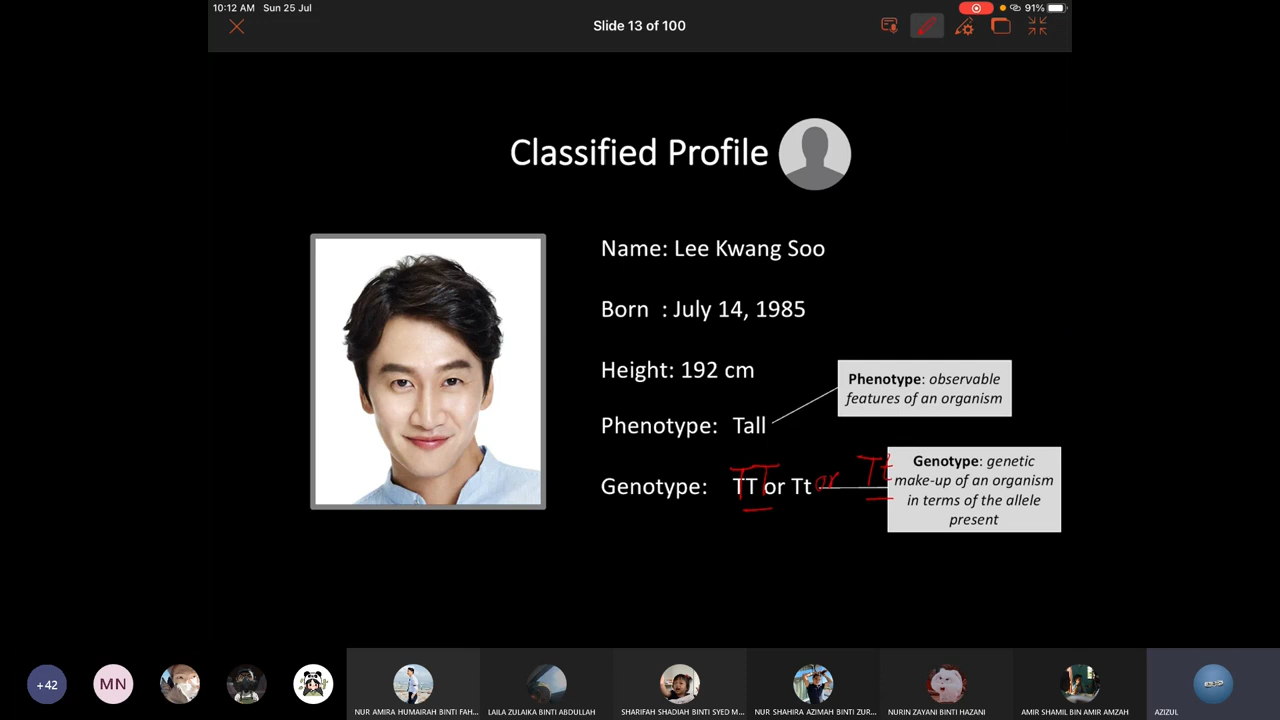 10:12 AM Sun 25 Jul
91%
Slide 13 of 100
Classified Profile
Name: Lee Kwang Soo
Born : July 14, 1985
Height: 192 cm
Phenotype: observable
features of an organism
Phenotype: Tall
TT or Tt
Genotype: TT or Tt
Genotype: genetic
make-up of an organism
in terms of the allele
present
+42
MN
NUR AMIRA HUMAIRAH BINTI FAH...
LAILA ZULAIKA BINTI ABDULLAH
SHARIFAH SHADIAH BINTI SYED M...
NUR SHAHIRA AZIMAH BINTI ZUR...
NURIN ZAYANI BINTI HAZANI
AMIR SHAMIL BIN AMIR AMZAH
AZIZUL